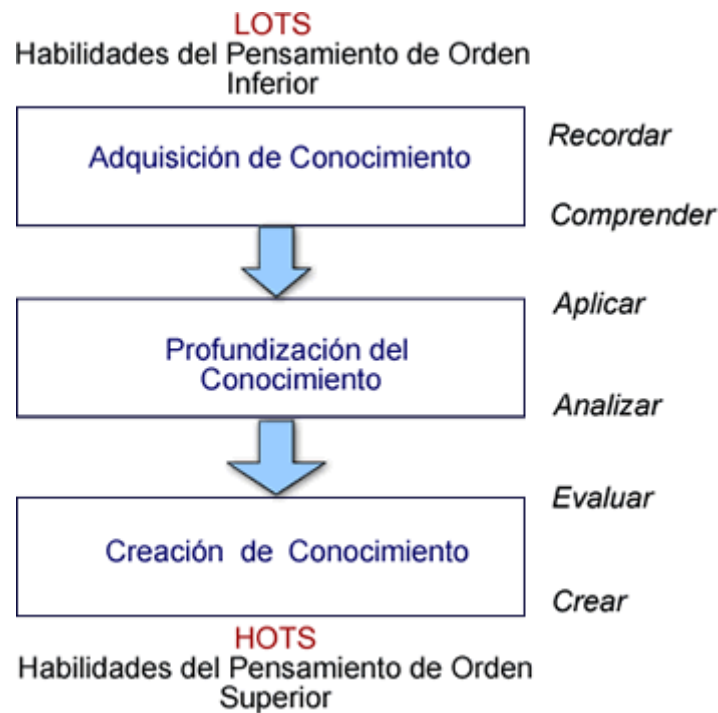 LOTS
Habilidades del Pensamiento de Orden
Inferior
Adquisición de Conocimiento
Recordar
Comprender
Profundización del
Conocimiento
Aplicar
Analizar
Creación de Conocimiento
Evaluar
Crear
HOTS
Habilidades del Pensamiento de Orden
Superior